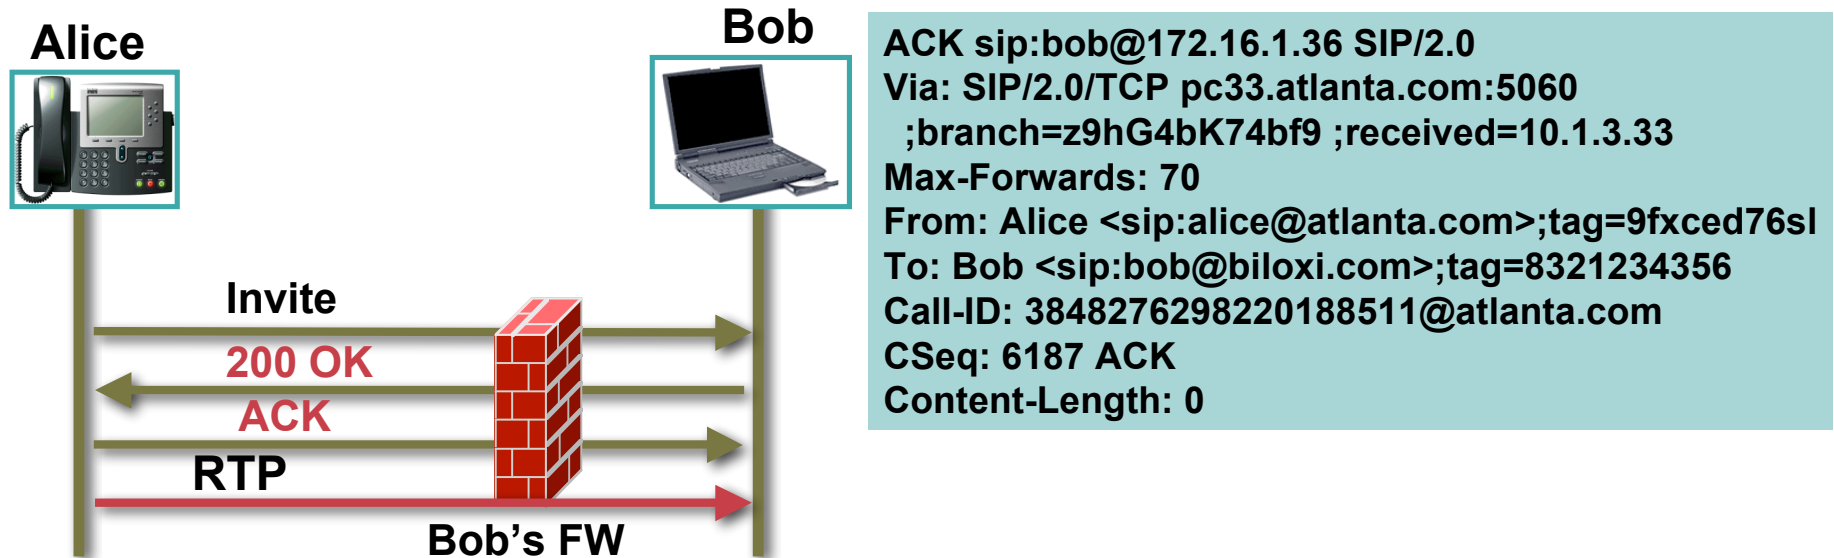 Alice
Bob
Invite
200 OK
ACK
RTP
Bob’s FW
ACK sip:bob@172.16.1.36 SIP/2.0
Via: SIP/2.0/TCP pc33.atlanta.com:5060
;branch=z9hG4bK74bf9 ;received=10.1.3.33
Max-Forwards: 70
From: Alice <sip:alice@atlanta.com>;tag=9fxced76sl
To: Bob <sip:bob@biloxi.com>;tag=8321234356
Call-ID: 3848276298220188511@atlanta.com
CSeq: 6187 ACK
Content-Length: 0